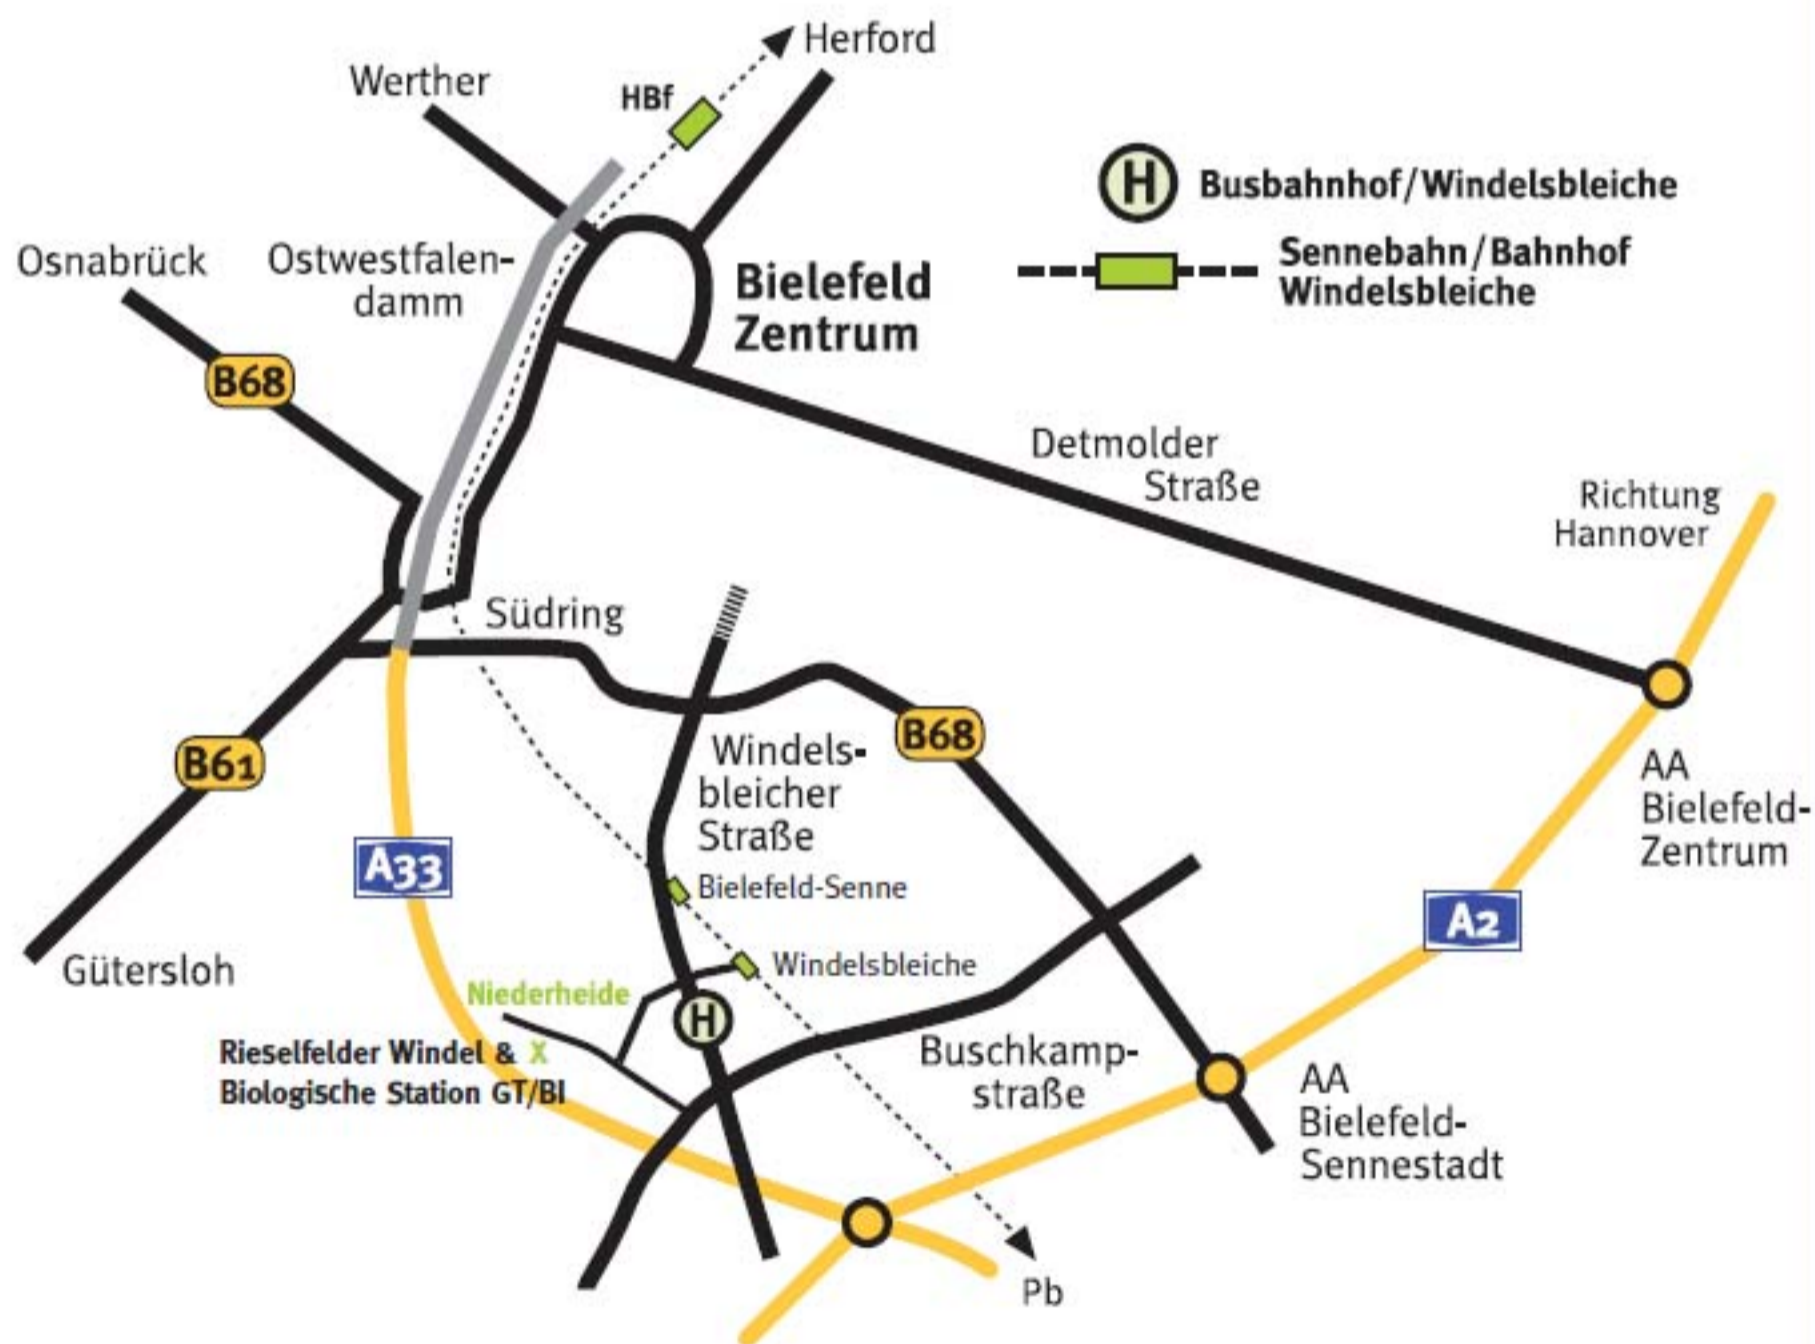 Herford
Werther
HBf
Busbahnhof/Windelsbleiche
H
Osnabrück
Ostwestfalen-
damm
Bielefeld
Zentrum
Sennebahn/Bahnhof
Windelsbleiche
B68
Detmolder
Straße
Richtung
Hannover
Südring
B68
B61
Windels-
bleicher
Straße
AA
Bielefeld-
Zentrum
A33
Bielefeld-Senne
A2
Gütersloh
Windelsbleiche
Niederheide
H
Rieselfelder Windel & X
Biologische Station GT/BI
Buschkamp-
straße
AA
Bielefeld-
Sennestadt
Pb